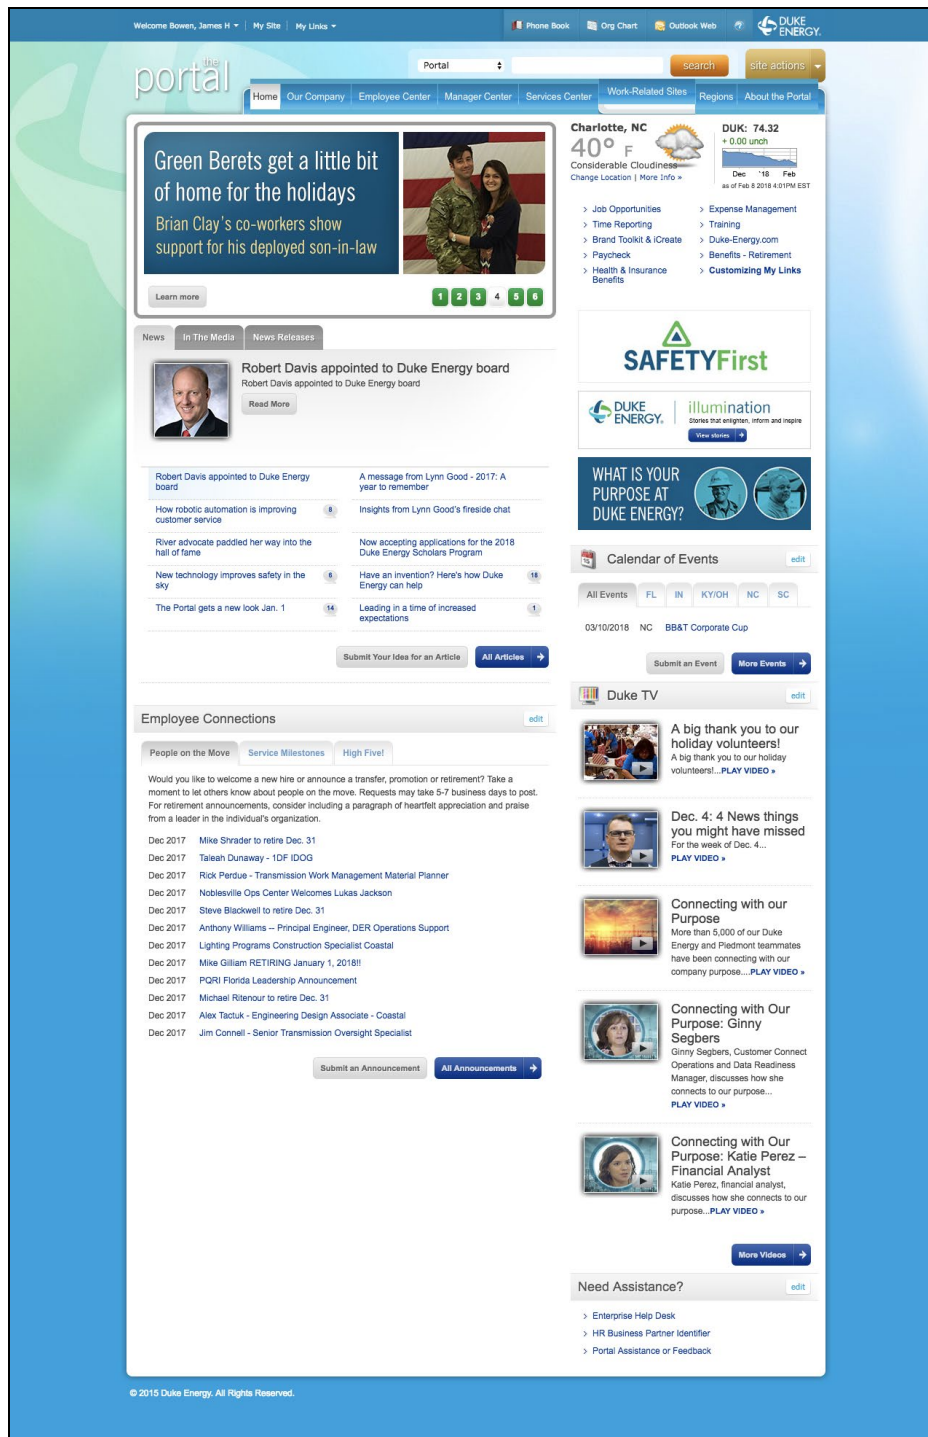 Welcome Bowen, James H
My Site
My Links
Phone Book
Org Chart
Outlook Web
DUKE
ENERGY.
the
portal
Portal
search
site actions
Home
Our Company
Employee Center
Manager Center
Services Center
Work-Related Sites
Regions
About the Portal
Green Berets get a little bit
of home for the holidays
Brian Clay's co-workers show
support for his deployed son-in-law
Learn more
1 2 3 4 5 6
Charlotte, NC
40° F
Considerable Cloudiness
Change Location | More Info »
DUK: 74.32
+ 0.00 unch
Dec '18 Feb
as of Feb 8 2018 4:01PM EST
> Job Opportunities
> Time Reporting
> Brand Toolkit & iCreate
> Paycheck
> Health & Insurance
Benefits
> Expense Management
> Training
> Duke-Energy.com
> Benefits - Retirement
> Customizing My Links
News
In The Media
News Releases
Robert Davis appointed to Duke Energy board
Robert Davis appointed to Duke Energy board
Read More
Robert Davis appointed to Duke Energy
board
How robotic automation is improving
customer service
8
River advocate paddled her way into the
hall of fame
New technology improves safety in the
sky
6
The Portal gets a new look Jan. 1
14
A message from Lynn Good - 2017: A
year to remember
Insights from Lynn Good's fireside chat
Now accepting applications for the 2018
Duke Energy Scholars Program
Have an invention? Here's how Duke
Energy can help
18
Leading in a time of increased
expectations
1
Submit Your Idea for an Article
All Articles
SAFETYFirst
DUKE
ENERGY.
illumination
Stories that enlighten, inform and inspire
View stories
WHAT IS YOUR
PURPOSE AT
DUKE ENERGY?
Calendar of Events
edit
All Events
FL
IN
KY/OH
NC
SC
03/10/2018 NC BB&T Corporate Cup
Submit an Event
More Events
Employee Connections
edit
People on the Move
Service Milestones
High Five!
Would you like to welcome a new hire or announce a transfer, promotion or retirement? Take a
moment to let others know about people on the move. Requests may take 5-7 business days to post.
For retirement announcements, consider including a paragraph of heartfelt appreciation and praise
from a leader in the individual's organization.
Dec 2017 Mike Shrader to retire Dec. 31
Dec 2017 Taleah Dunaway - 1DF IDOG
Dec 2017 Rick Perdue - Transmission Work Management Material Planner
Dec 2017 Noblesville Ops Center Welcomes Lukas Jackson
Dec 2017 Steve Blackwell to retire Dec. 31
Dec 2017 Anthony Williams -- Principal Engineer, DER Operations Support
Dec 2017 Lighting Programs Construction Specialist Coastal
Dec 2017 Mike Gilliam RETIRING January 1, 2018!!
Dec 2017 PQRI Florida Leadership Announcement
Dec 2017 Michael Ritenour to retire Dec. 31
Dec 2017 Alex Tactuk - Engineering Design Associate - Coastal
Dec 2017 Jim Connell - Senior Transmission Oversight Specialist
Submit an Announcement
All Announcements
Duke TV
edit
A big thank you to our
holiday volunteers!
A big thank you to our holiday
volunteers!...PLAY VIDEO »
Dec. 4: 4 News things
you might have missed
For the week of Dec. 4...
PLAY VIDEO »
Connecting with our
Purpose
More than 5,000 of our Duke
Energy and Piedmont teammates
have been connecting with our
company purpose....PLAY VIDEO »
Connecting with Our
Purpose: Ginny
Segbers
Ginny Segbers, Customer Connect
Operations and Data Readiness
Manager, discusses how she
connects to our purpose...
PLAY VIDEO »
Connecting with Our
Purpose: Katie Perez –
Financial Analyst
Katie Perez, financial analyst,
discusses how she connects to our
purpose...PLAY VIDEO »
More Videos
Need Assistance?
edit
> Enterprise Help Desk
> HR Business Partner Identifier
> Portal Assistance or Feedback
© 2015 Duke Energy. All Rights Reserved.